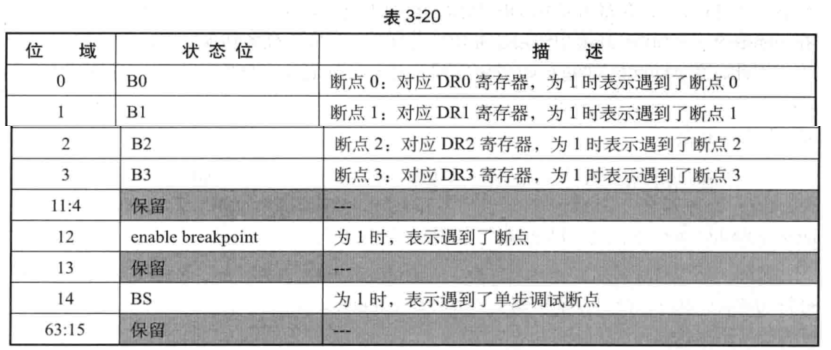 表 3-20
位 域 状 态 位 描 述
0 B0 断点 0：对应 DR0 寄存器，为 1 时表示遇到了断点 0
1 B1 断点 1：对应 DR1 寄存器，为 1 时表示遇到了断点 1
2 B2 断点 2：对应 DR2 寄存器，为 1 时表示遇到了断点 2
3 B3 断点 3：对应 DR3 寄存器，为 1 时表示遇到了断点 3
11:4 保留 ---
12 enable breakpoint 为 1 时，表示遇到了断点
13 保留 ---
14 BS 为 1 时，表示遇到了单步调试断点
63:15 保留 ---